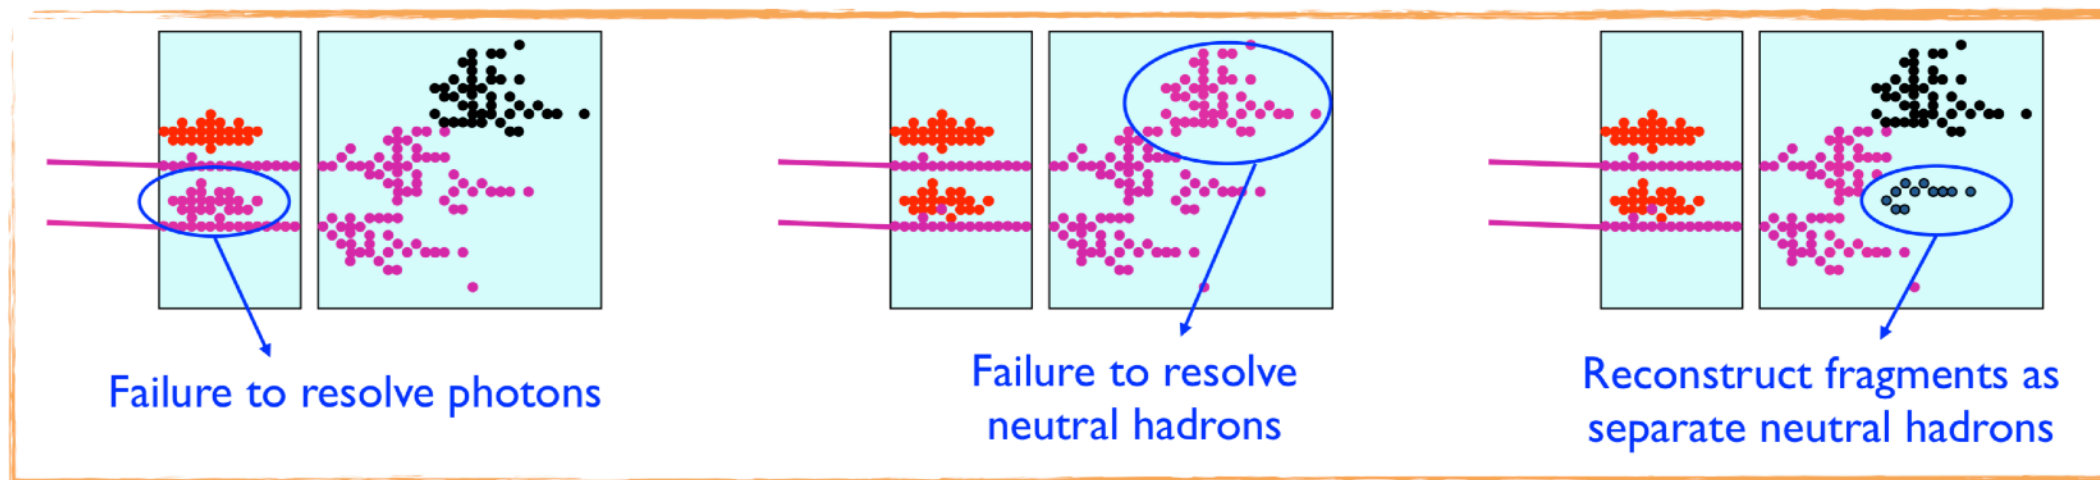 Failure to resolve photons
Failure to resolve
neutral hadrons
Reconstruct fragments as
separate neutral hadrons